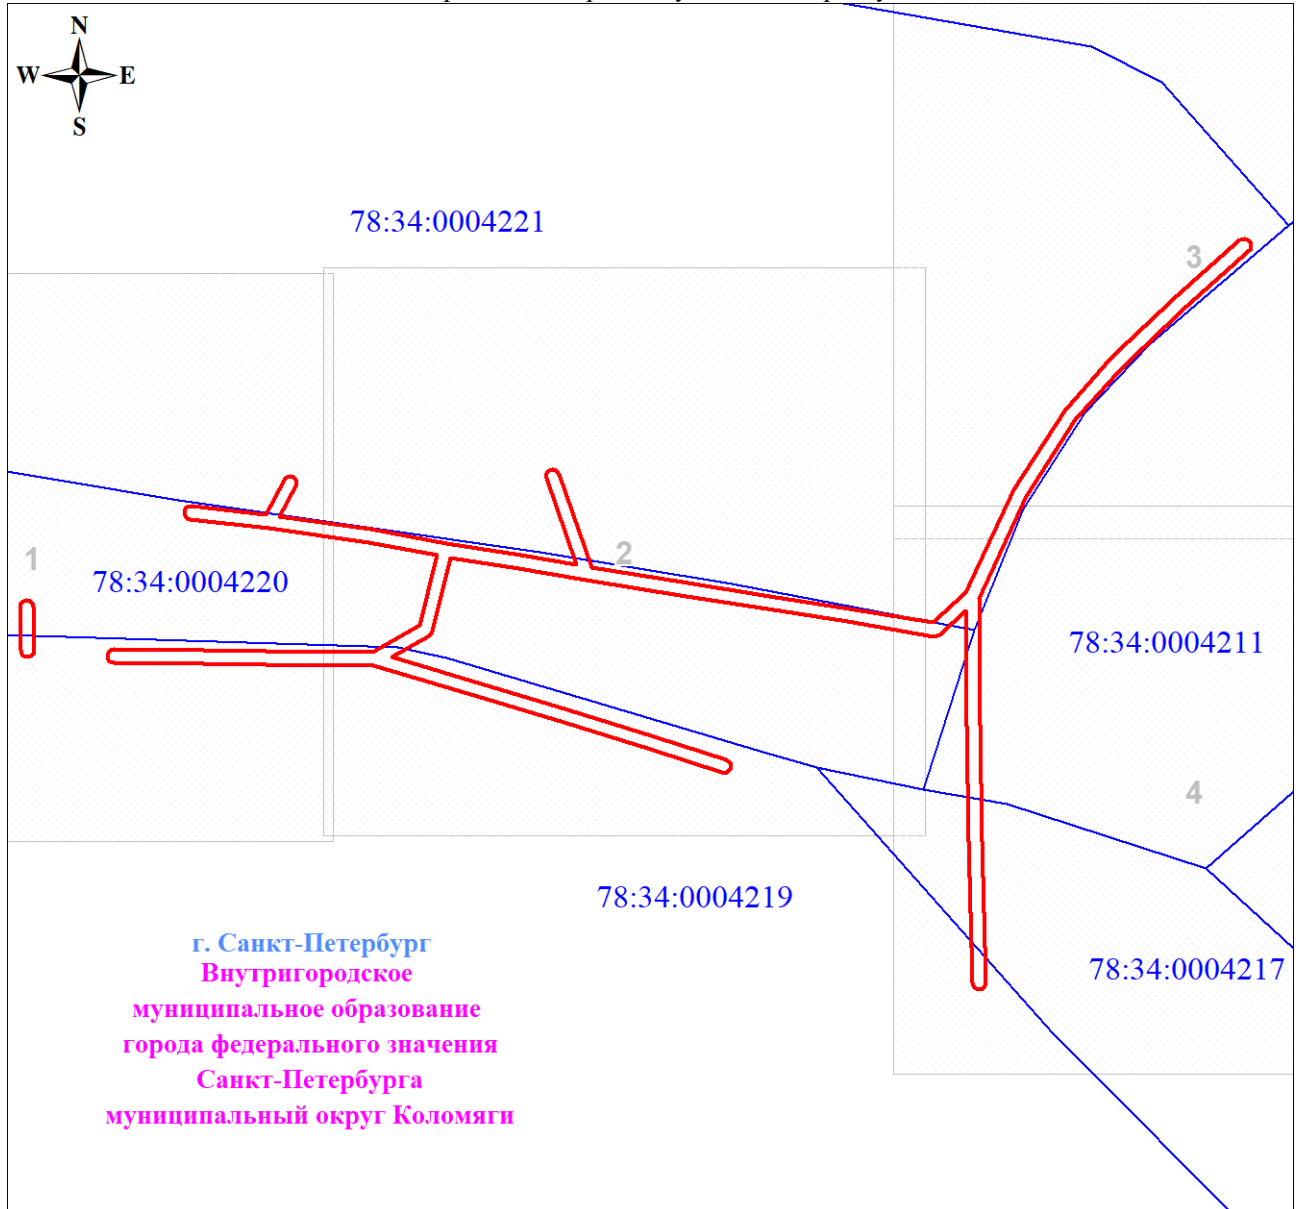 N
W E
S
78:34:0004221
3
1
2
78:34:0004220
78:34:0004211
4
78:34:0004219
78:34:0004217
г. Санкт-Петербург
Внутригородское
муниципальное образование
города федерального значения
Санкт-Петербурга
муниципальный округ Коломяги